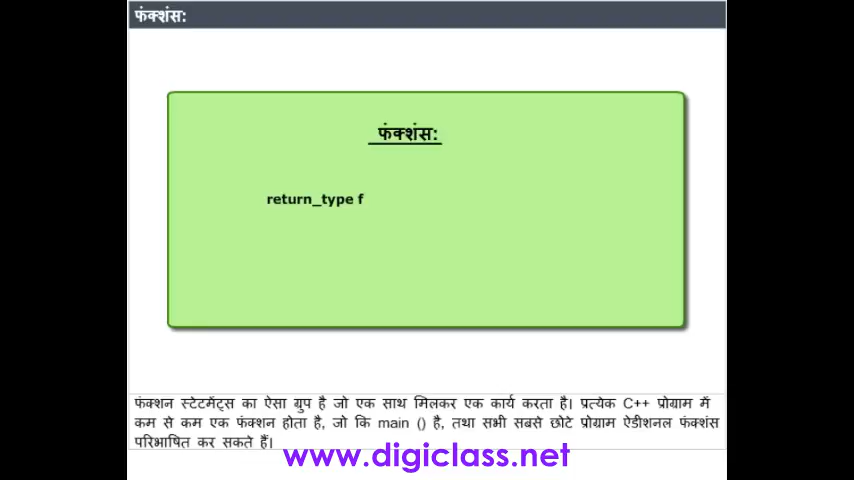 फंक्शंस:
फंक्शंस:
return_type f
फंक्शन स्टेटमेंट्स का ऐसा ग्रुप है जो एक साथ मिलकर एक कार्य करता है। प्रत्येक C++ प्रोग्राम में
कम से कम एक फंक्शन होता है, जो कि main () है, तथा सभी सबसे छोटे प्रोग्राम ऐडीशनल फंक्शंस
परिभाषित कर सकते हैं।
www.digiclass.net